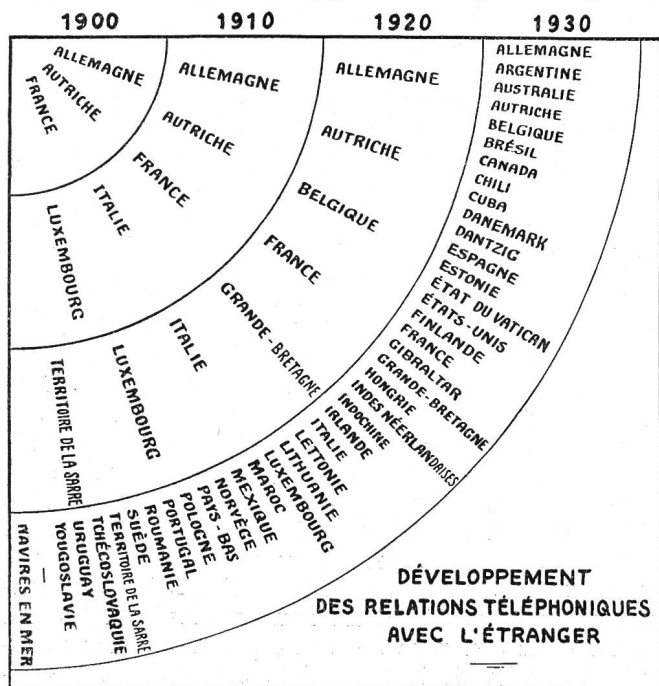 1900
1910
1920
1930
ALLEMAGNE
AUTRICHE
FRANCE
ALLEMAGNE
AUTRICHE
FRANCE
ITALIE
LUXEMBOURG
ALLEMAGNE
AUTRICHE
BELGIQUE
FRANCE
GRANDE-BRETAGNE
ITALIE
LUXEMBOURG
TERRITOIRE DE LA SARRE
ALLEMAGNE
ARGENTINE
AUSTRALIE
AUTRICHE
BELGIQUE
BRÉSIL
CANADA
CHILI
CUBA
DANEMARK
DANTZIG
ESPAGNE
ESTONIE
ÉTAT DU VATICAN
ÉTATS-UNIS
FINLANDE
FRANCE
GIBRALTAR
GRANDE-BRETAGNE
HONGRIE
INDES NÉERLANDAISES
INDOCHINE
IRLANDE
ITALIE
LETTONIE
LITHUANIE
LUXEMBOURG
MAROC
MEXIQUE
NORVÈGE
PAYS-BAS
POLOGNE
PORTUGAL
ROUMANIE
SUÈDE
TERRITOIRE DE LA SARRE
TCHÉCOSLOVAQUIE
URUGUAY
YOUGOSLAVIE
—
NAVIRES EN MER
DÉVELOPPEMENT
DES RELATIONS TÉLÉPHONIQUES
AVEC L'ÉTRANGER